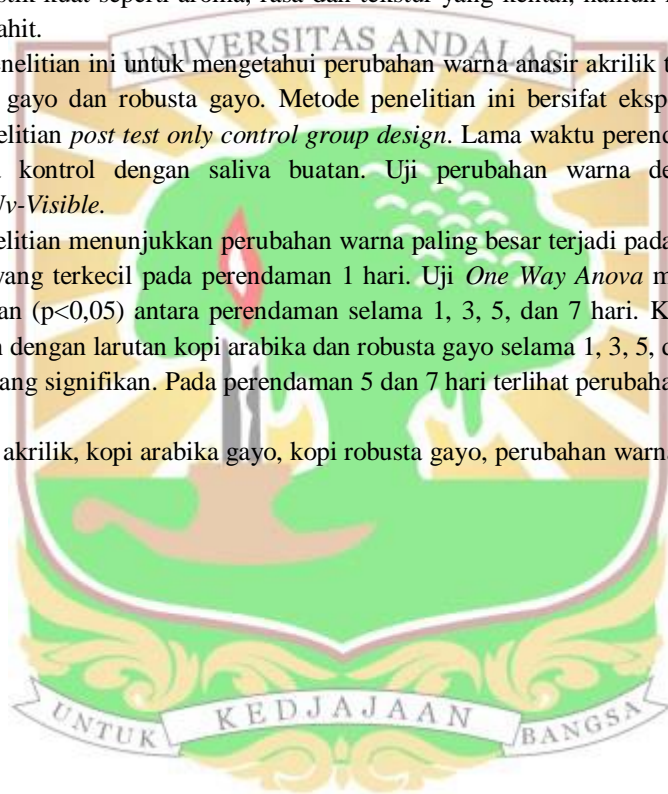 stik kuat seperti aroma, rasa dan tekstur yang kental, namun
ahit.
UNIVERSITAS ANDALAS
enelitian ini untuk mengetahui perubahan warna anasir akrilik t
gayo dan robusta gayo. Metode penelitian ini bersifat eksp
elitian post test only control group design. Lama waktu perend
kontrol dengan saliva buatan. Uji perubahan warna de
Uv-Visible.
elitian menunjukkan perubahan warna paling besar terjadi pada
yang terkecil pada perendaman 1 hari. Uji One Way Anova m
an (p<0,05) antara perendaman selama 1, 3, 5, dan 7 hari. K
n dengan larutan kopi arabika dan robusta gayo selama 1, 3, 5, d
ang signifikan. Pada perendaman 5 dan 7 hari terlihat perubaha
akrilik, kopi arabika gayo, kopi robusta gayo, perubahan warna
UNTUK KEDJAJAAN BANGSA